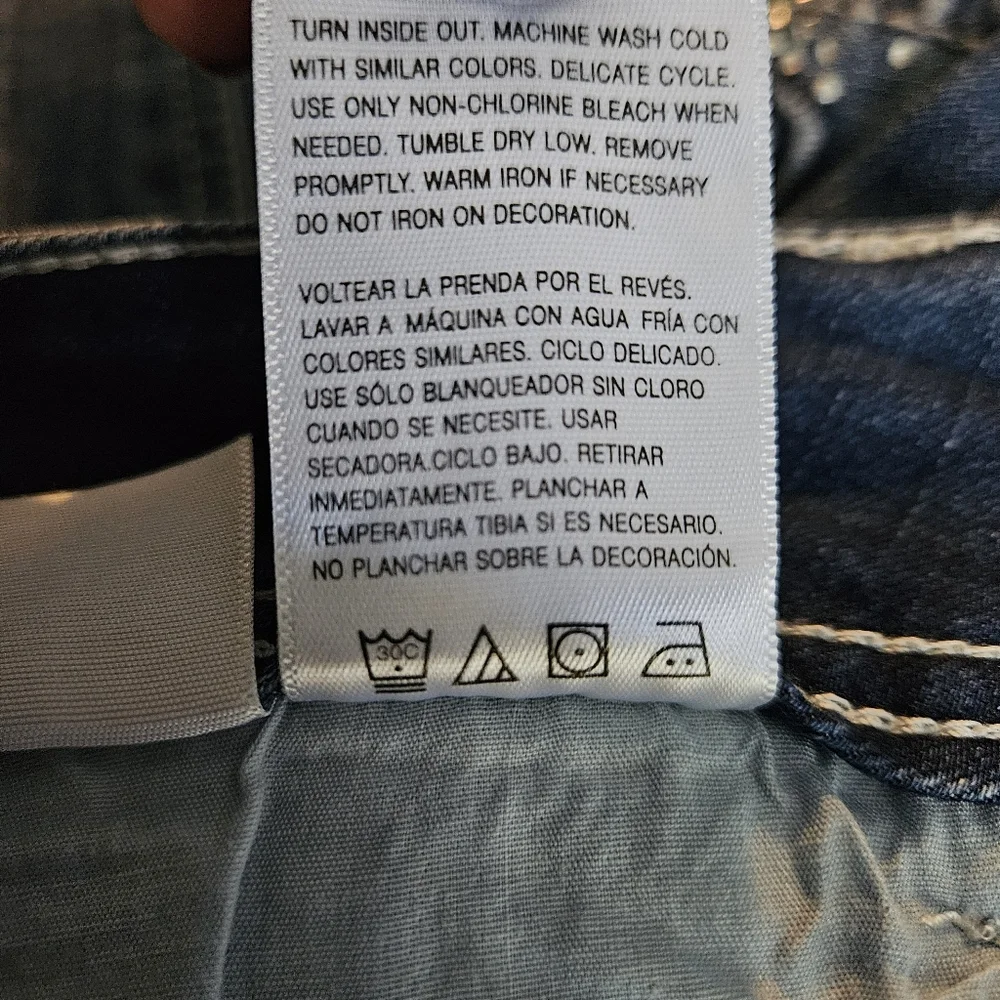 TURN INSIDE OUT. MACHINE WASH COLD
WITH SIMILAR COLORS. DELICATE CYCLE.
USE ONLY NON-CHLORINE BLEACH WHEN
NEEDED. TUMBLE DRY LOW. REMOVE
PROMPTLY. WARM IRON IF NECESSARY
DO NOT IRON ON DECORATION.
VOLTEAR LA PRENDA POR EL REVÉS.
LAVAR A MÁQUINA CON AGUA FRÍA CON
COLORES SIMILARES. CICLO DELICADO.
USE SÓLO BLANQUEADOR SIN CLORO
CUANDO SE NECESITE. USAR
SECADORA.CICLO BAJO. RETIRAR
INMEDIATAMENTE. PLANCHAR A
TEMPERATURA TIBIA SI ES NECESARIO.
NO PLANCHAR SOBRE LA DECORACIÓN.
30C